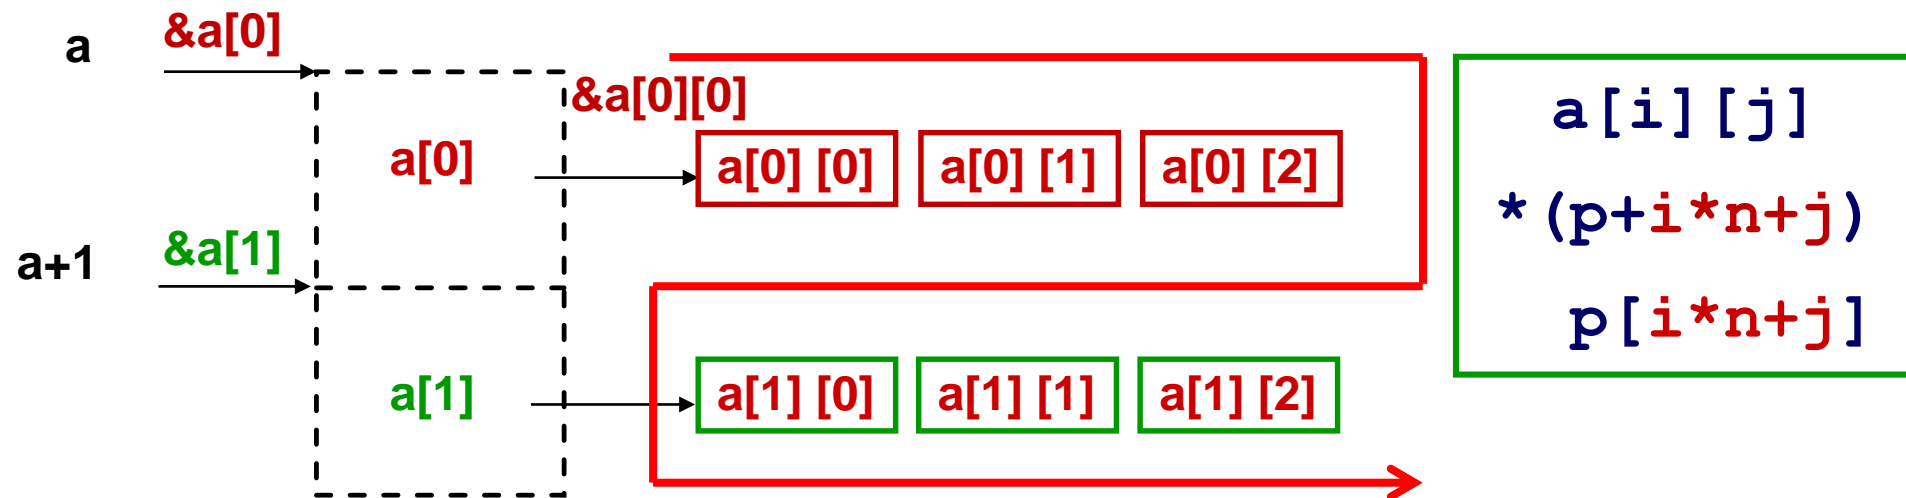 a
&a[0]
&a[0][0]
a[0]
a[0] [0]
a[0] [1]
a[0] [2]
a+1
&a[1]
a[1]
a[1] [0]
a[1] [1]
a[1] [2]
a[i][j]
*(p+i*n+j)
p[i*n+j]